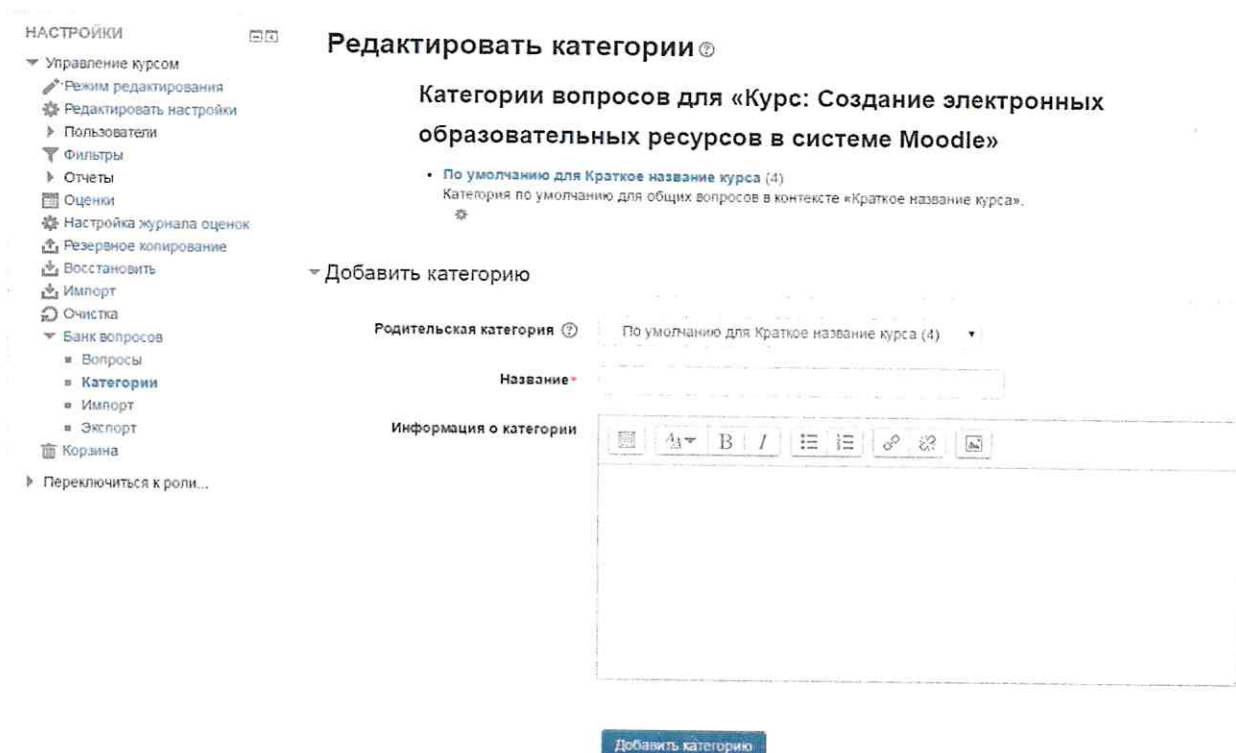 НАСТРОЙКИ
Управление курсом
Режим редактирования
Редактировать настройки
Пользователи
Фильтры
Отчеты
Оценки
Настройка журнала оценок
Резервное копирование
Восстановить
Импорт
Очистка
Банк вопросов
Вопросы
Категории
Импорт
Экспорт
Корзина
Переключиться к роли...
Редактировать категории
Категории вопросов для «Курс: Создание электронных
образовательных ресурсов в системе Moodle»
• По умолчанию для Краткое название курса (4)
Категория по умолчанию для общих вопросов в контексте «Краткое название курса».
Добавить категорию
Родительская категория
По умолчанию для Краткое название курса (4)
Название*
Информация о категории
B I
Добавить категорию